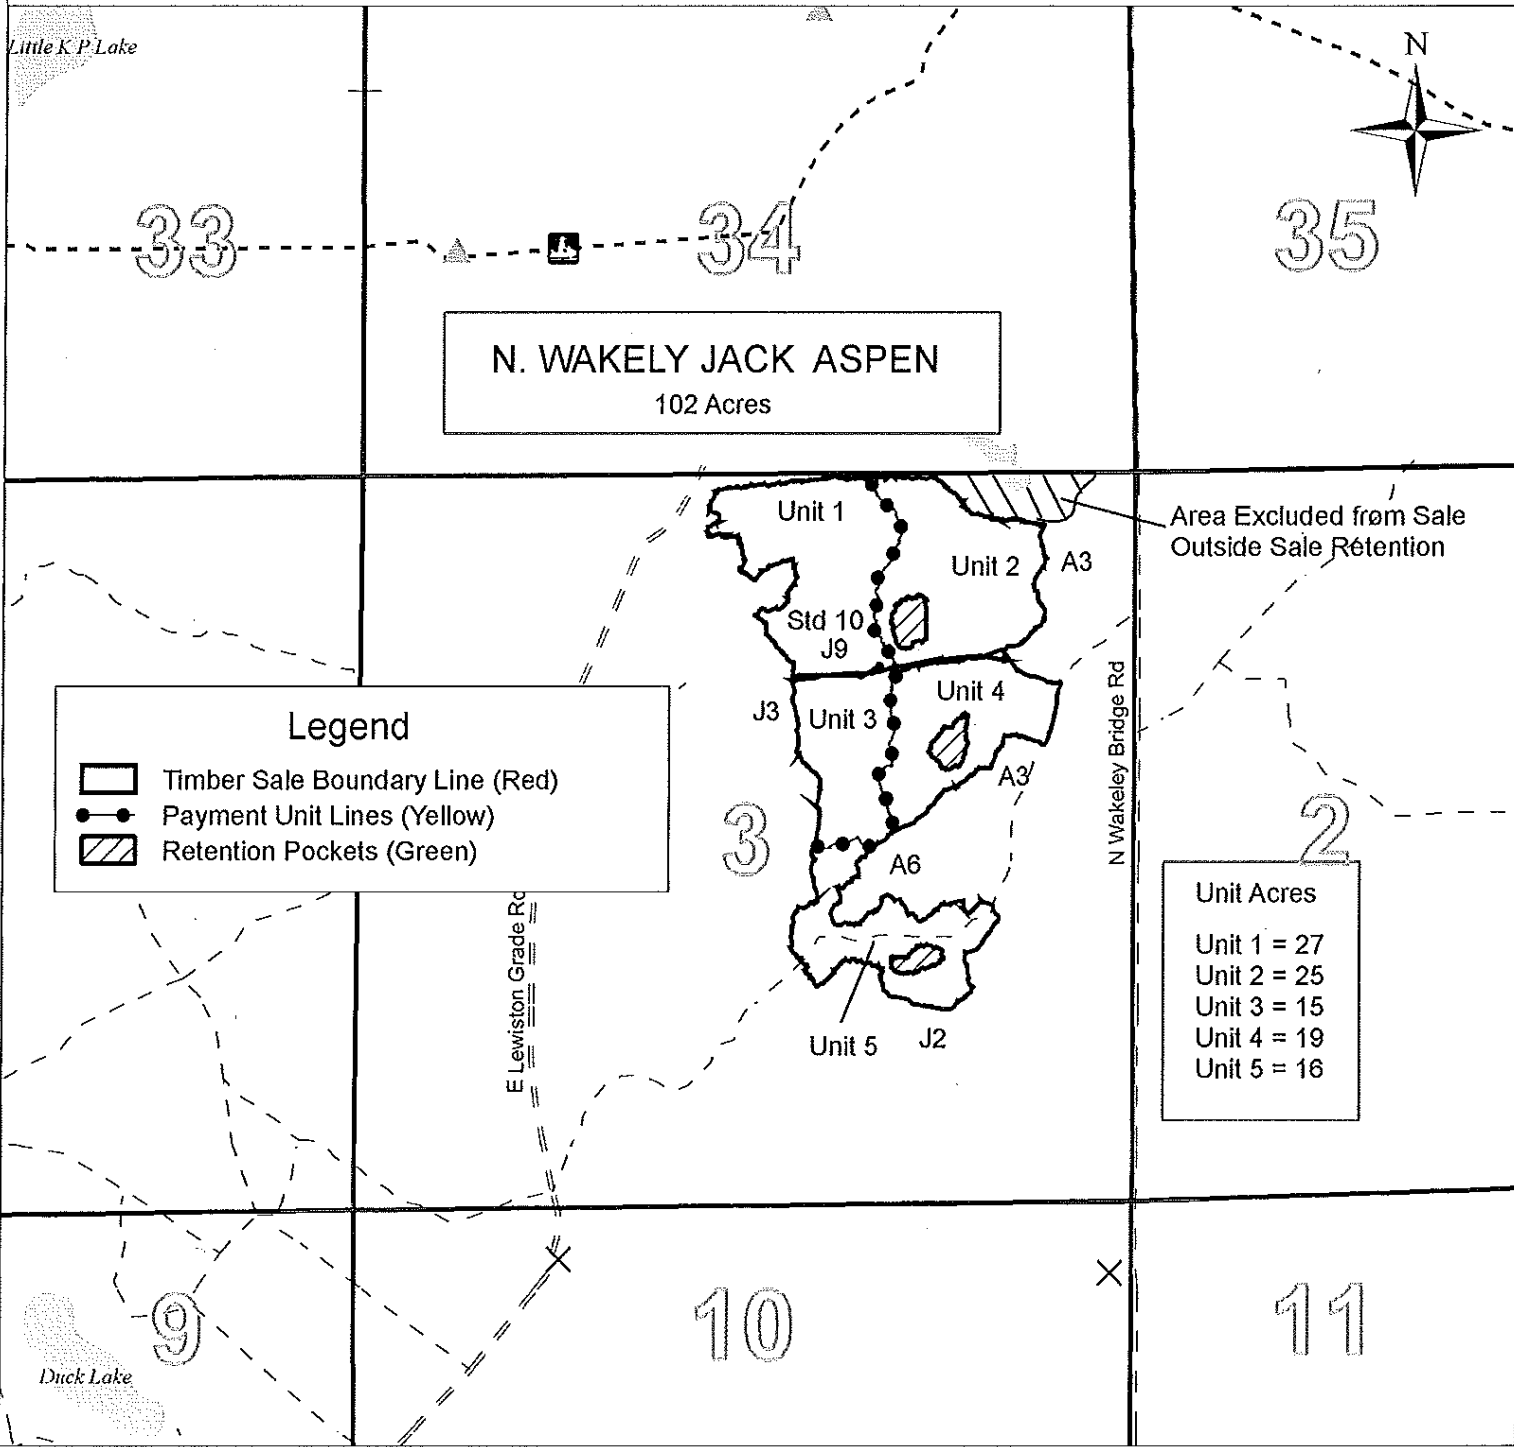 Little K P Lake
N
33
34
35
N. WAKELY JACK ASPEN
102 Acres
Unit 1
Area Excluded from Sale
Outside Sale Retention
Unit 2
A3
Std 10
J9
Unit 4
J3
Unit 3
A3
N Wakeley Bridge Rd
Legend
Timber Sale Boundary Line (Red)
Payment Unit Lines (Yellow)
Retention Pockets (Green)
3
2
A6
Unit Acres
Unit 1 = 27
Unit 2 = 25
Unit 3 = 15
Unit 4 = 19
Unit 5 = 16
E Lewiston Grade Rd
Unit 5
J2
9
10
11
Duck Lake